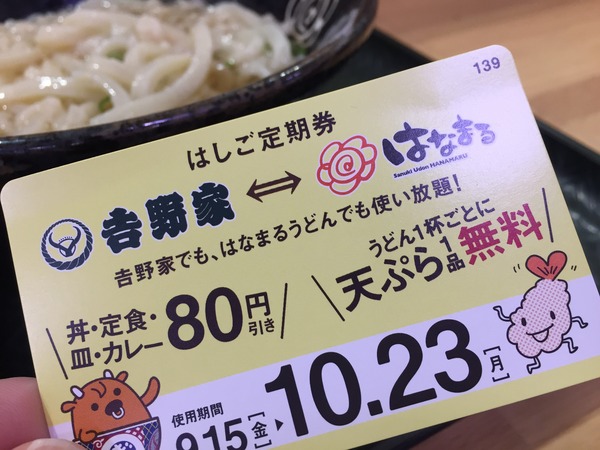 139
はしご定期券
吉野家 ⇔ はなまる
Sanuki Udon HANAMARU
吉野家でも、はなまるうどんでも使い放題!
丼・定食・皿・カレー 80円引き
うどん1杯ごとに
天ぷら1品無料
使用期間
9.15[金]▶10.23[月]